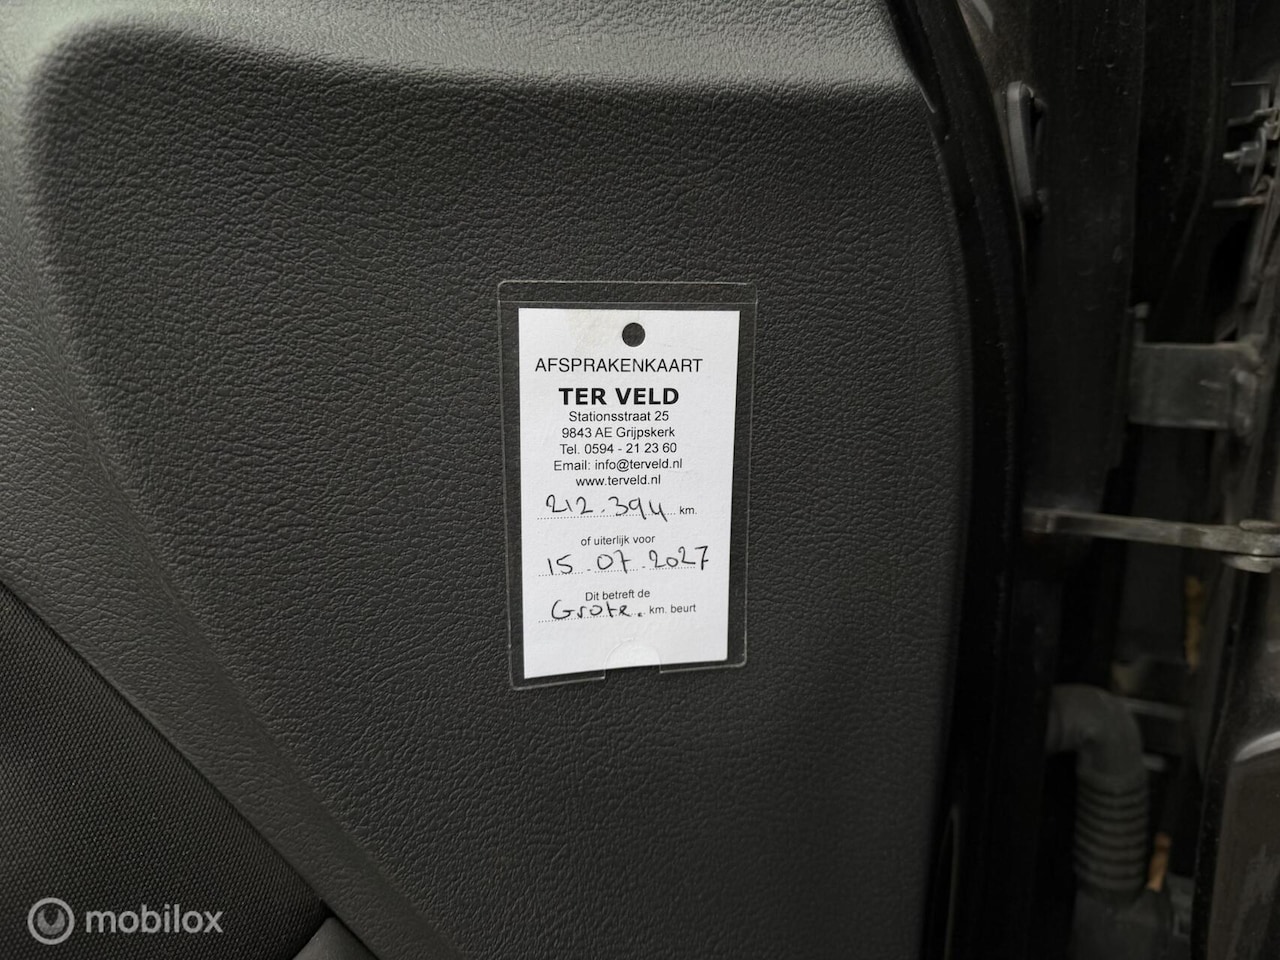 AFSPRAKENKAART
TER VELD
Stationsstraat 25
9843 AE Grijpskerk
Tel. 0594 - 21 23 60
Email: info@terveld.nl
www.terveld.nl
212.394 km.
of uiterlijk voor
15.07.2027
Dit betreft de
Grote. km. beurt
mobilox